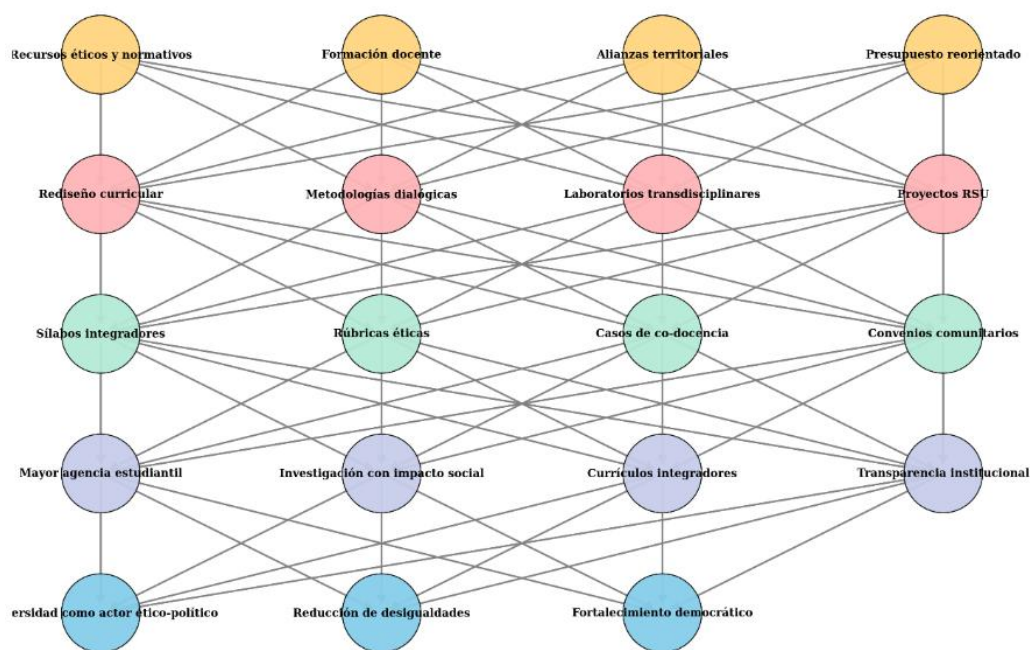 Recursos éticos y normativos
Formación docente
Alianzas territoriales
Presupuesto reorientado
Rediseño curricular
Metodologías dialógicas
Laboratorios transdisciplinares
Proyectos RSU
Sílabos integradores
Rúbricas éticas
Casos de co-docencia
Convenios comunitarios
Mayor agencia estudiantil
Investigación con impacto social
Currículos integradores
Transparencia institucional
ersidad como actor ético-político
Reducción de desigualdades
Fortalecimiento democrático